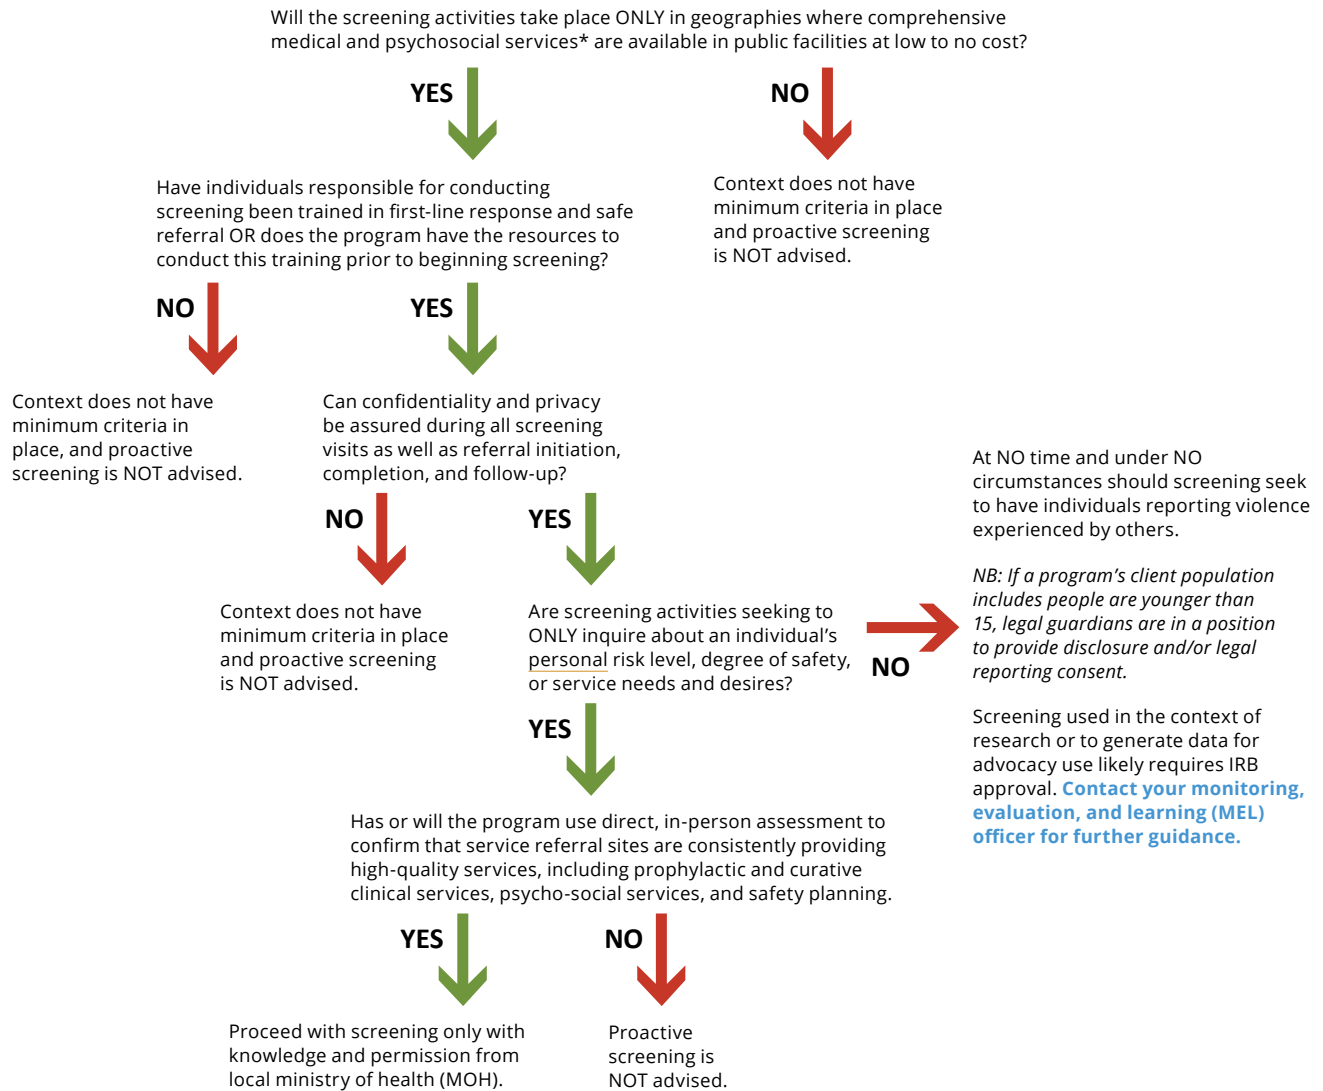 Will the screening activities take place ONLY in geographies where comprehensive
medical and psychosocial services* are available in public facilities at low to no cost?
YES
NO
Have individuals responsible for conducting
screening been trained in first-line response and safe
referral OR does the program have the resources to
conduct this training prior to beginning screening?
Context does not have
minimum criteria in place
and proactive screening
is NOT advised.
NO
YES
Context does not have
minimum criteria in
place, and proactive
screening is NOT advised.
Can confidentiality and privacy
be assured during all screening
visits as well as referral initiation,
completion, and follow-up?
NO
YES
Context does not have
minimum criteria in place
and proactive screening
is NOT advised.
Are screening activities seeking to
ONLY inquire about an individual’s
personal risk level, degree of safety,
or service needs and desires?
NO
At NO time and under NO
circumstances should screening seek
to have individuals reporting violence
experienced by others.
NB: If a program’s client population
includes people are younger than
15, legal guardians are in a position
to provide disclosure and/or legal
reporting consent.
Screening used in the context of
research or to generate data for
advocacy use likely requires IRB
approval. Contact your monitoring,
evaluation, and learning (MEL)
officer for further guidance.
YES
Has or will the program use direct, in-person assessment to
confirm that service referral sites are consistently providing
high-quality services, including prophylactic and curative
clinical services, psycho-social services, and safety planning.
YES
NO
Proceed with screening only with
knowledge and permission from
local ministry of health (MOH).
Proactive
screening is
NOT advised.